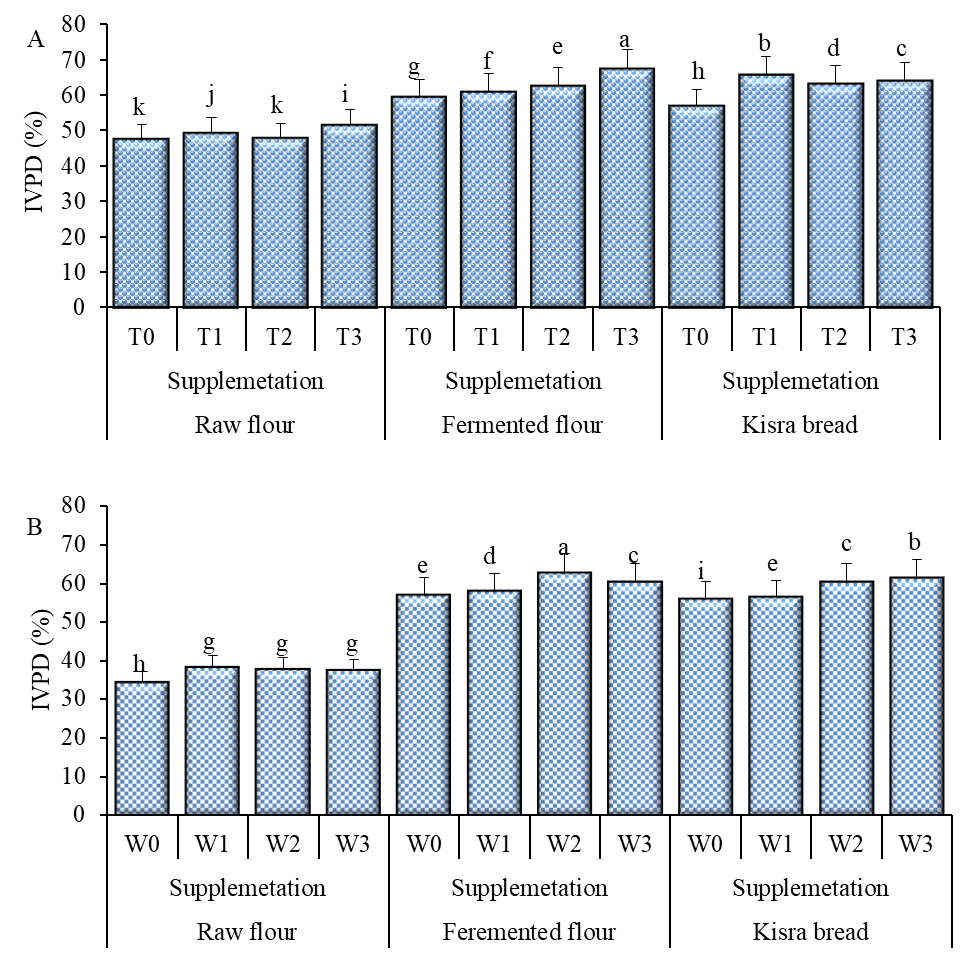 A
IVPD (%)
80
70
60
50
40
30
20
10
0
k j k i g f e a h b d c
T0 T1 T2 T3 T0 T1 T2 T3 T0 T1 T2 T3
Supplemetation Supplemetation Supplemetation
Raw flour Fermented flour Kisra bread
B
IVPD (%)
80
70
60
50
40
30
20
10
0
h g g g e d a c i e c b
W0 W1 W2 W3 W0 W1 W2 W3 W0 W1 W2 W3
Supplemetation Supplemetation Supplemetation
Raw flour Feremented flour Kisra bread